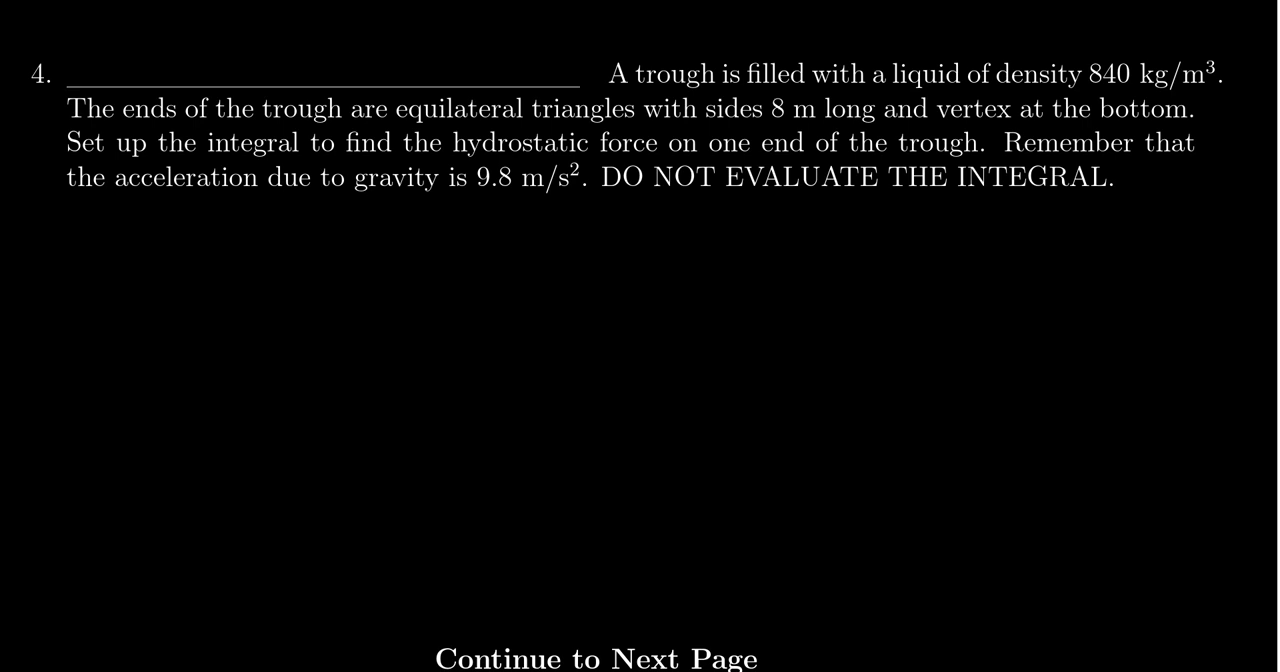 4. ____________________ A trough is filled with a liquid of density 840 kg/m³.
The ends of the trough are equilateral triangles with sides 8 m long and vertex at the bottom.
Set up the integral to find the hydrostatic force on one end of the trough. Remember that
the acceleration due to gravity is 9.8 m/s². DO NOT EVALUATE THE INTEGRAL.
Continue to Next Page